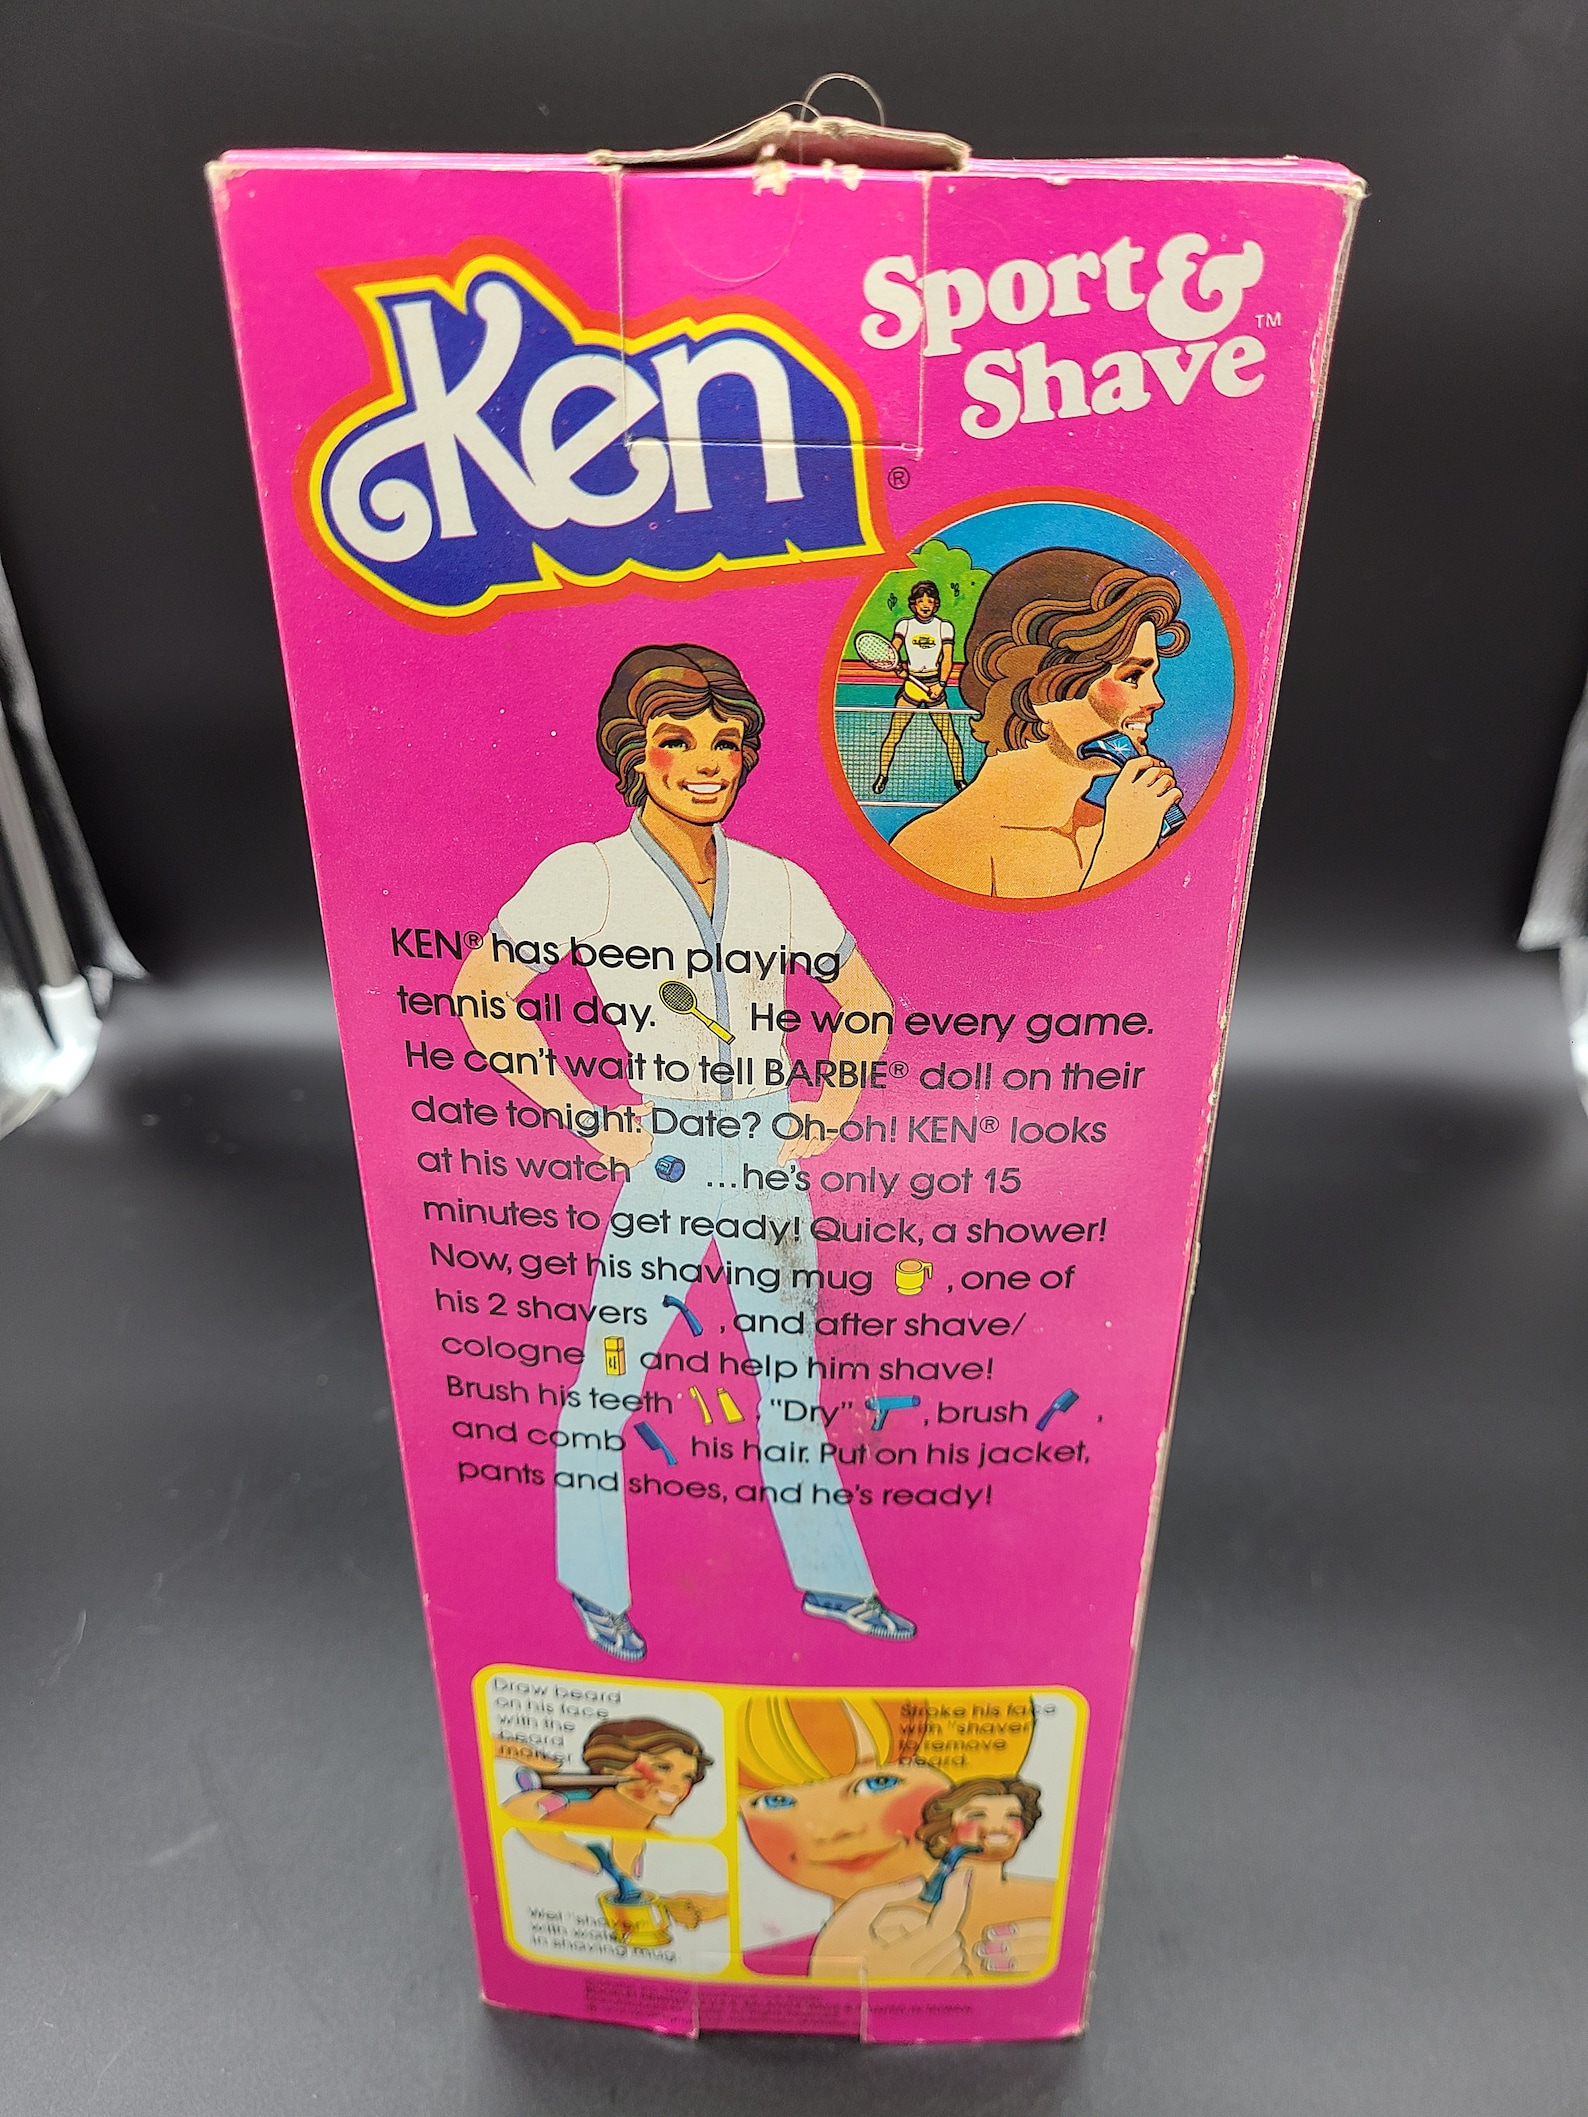 Ken®
Sport &
Shave™
KEN® has been playing
tennis all day. He won every game.
He can't wait to tell BARBIE® doll on their
date tonight. Date? Oh-oh! KEN® looks
at his watch ...he's only got 15
minutes to get ready! Quick, a shower!
Now, get his shaving mug , one of
his 2 shavers , and after shave/
cologne and help him shave!
Brush his teeth , "Dry" , brush ,
and comb his hair. Put on his jacket,
pants and shoes, and he's ready!
Draw beard
on his face
with the
beard
marker.
Stroke his face
with "shaver"
to remove
beard.
Wet "shaver"
with water
in shaving mug.